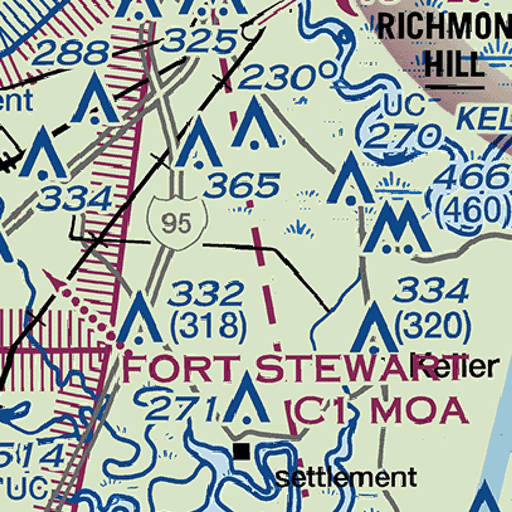 RICHMON
HILL
288
325
230°
ent
UC
270
KEL
334
365
466
(460)
95
332
(318)
334
(320)
FORT STEWART
Keller
271
C1 MOA
514
UC
settlement